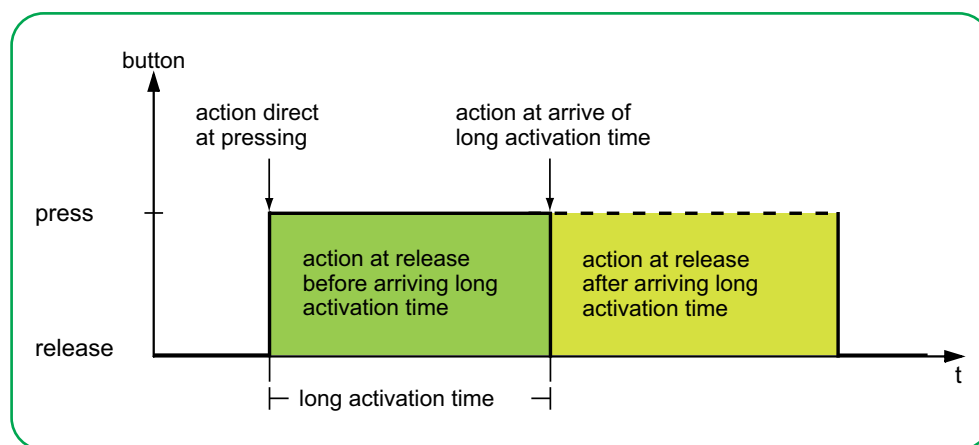 button
action direct
at pressing
action at arrive of
long activation time
press
action at release
before arriving long
activation time
action at release
after arriving long
activation time
release
t
long activation time